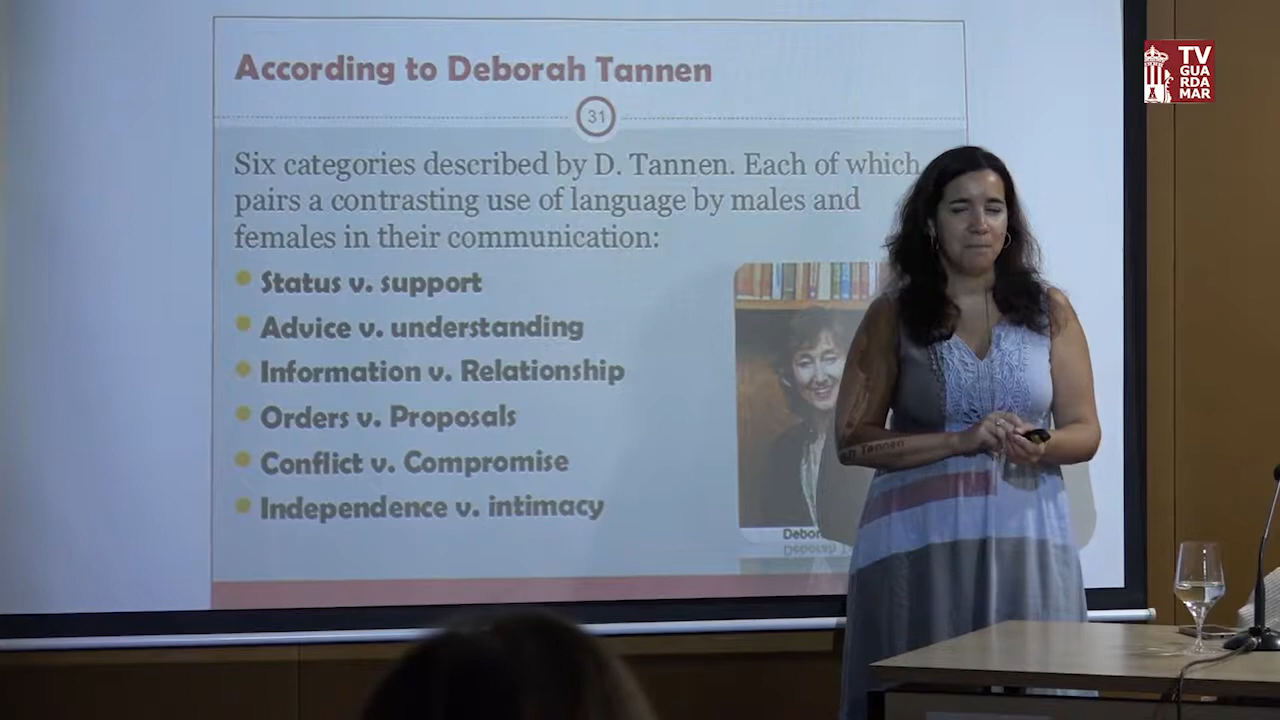 According to Deborah Tannen
31
Six categories described by D. Tannen. Each of which
pairs a contrasting use of language by males and
females in their communication:
Status v. support
Advice v. understanding
Information v. Relationship
Orders v. Proposals
Conflict v. Compromise
Independence v. intimacy
Tannen
TV
GUA
RDA
MAR